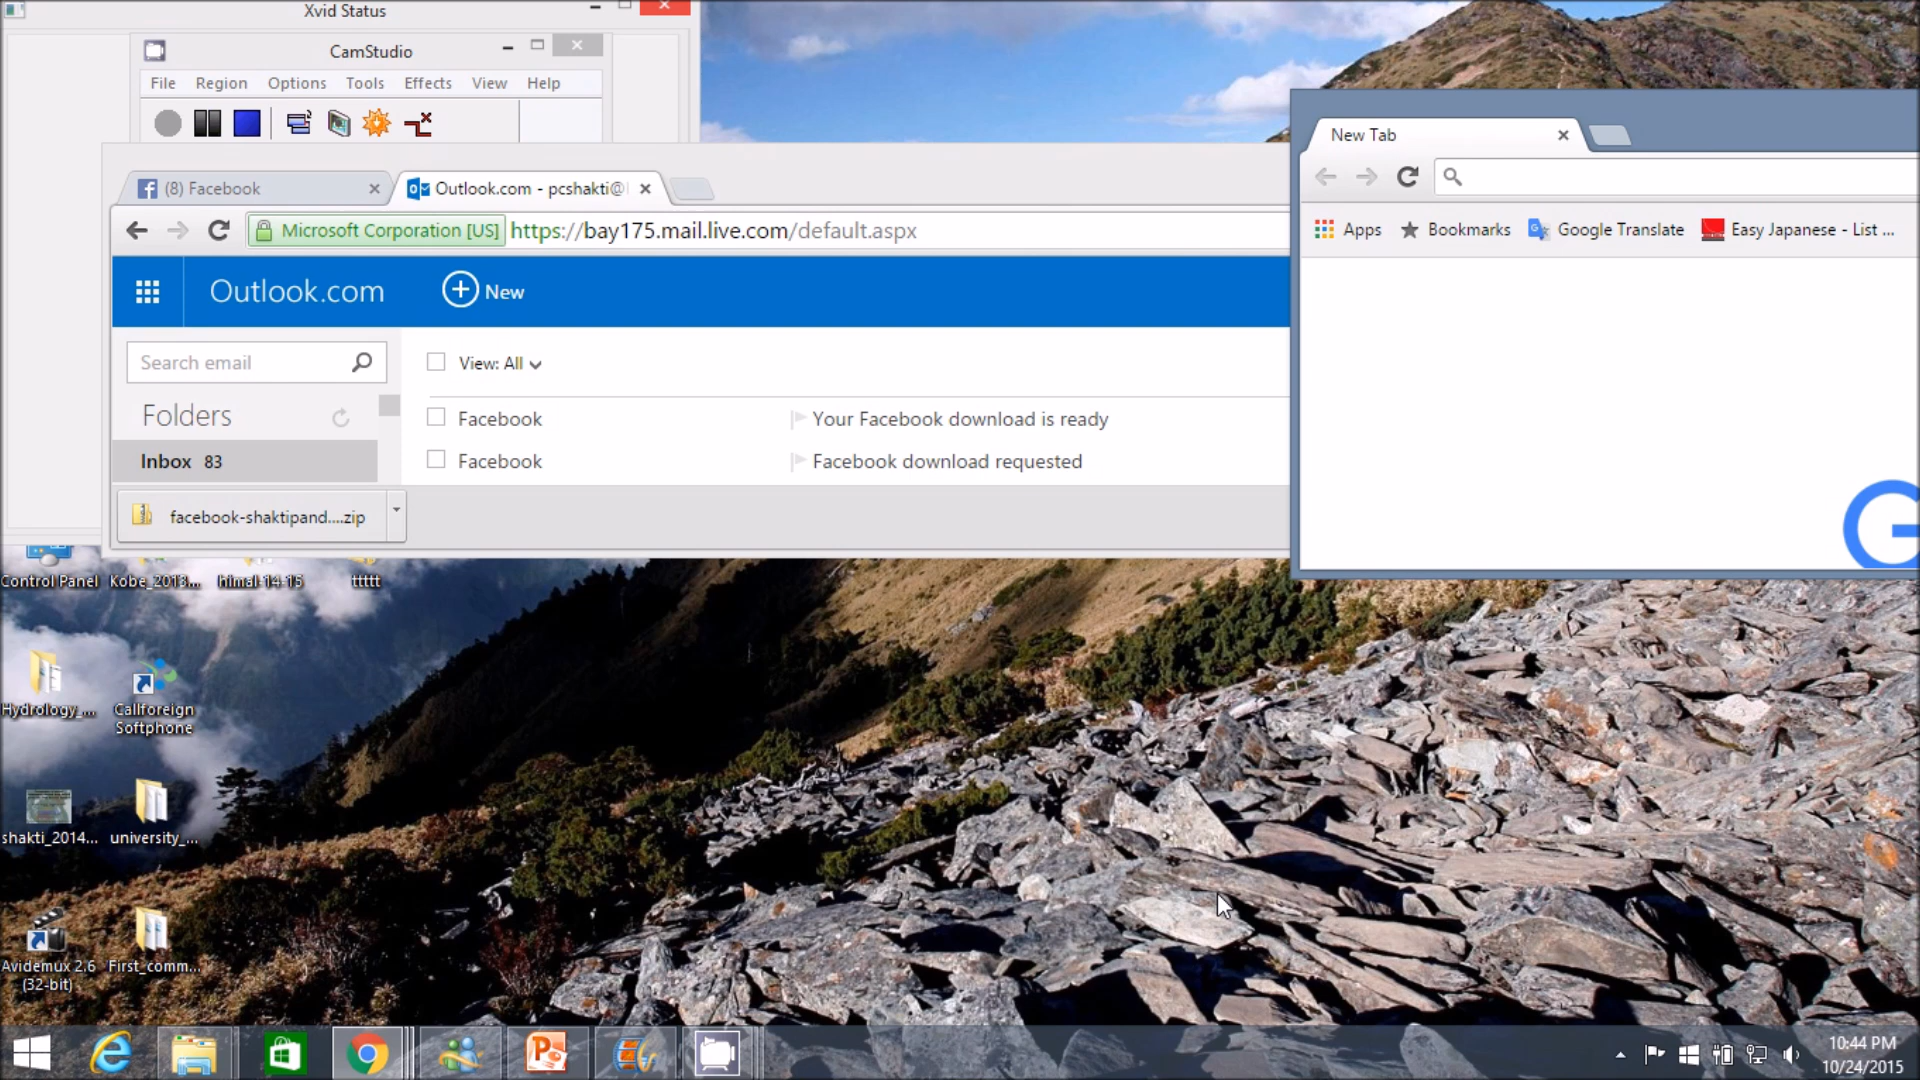 Xvid Status
CamStudio
File Region Options Tools Effects View Help
(8) Facebook
Outlook.com - pcshakti@
Microsoft Corporation [US] https://bay175.mail.live.com/default.aspx
Outlook.com
New
Search email
View: All
Folders
Facebook Your Facebook download is ready
Inbox 83
Facebook Facebook download requested
facebook-shaktipand....zip
New Tab
Apps Bookmarks Google Translate Easy Japanese - List ...
G
Control Panel
Kobe_2013...
himal-14-15
ttttt
Hydrology_...
Callforeign
Softphone
shakti_2014...
university_...
Avidemux 2.6
(32-bit)
First_comm...
10:44 PM
10/24/2015